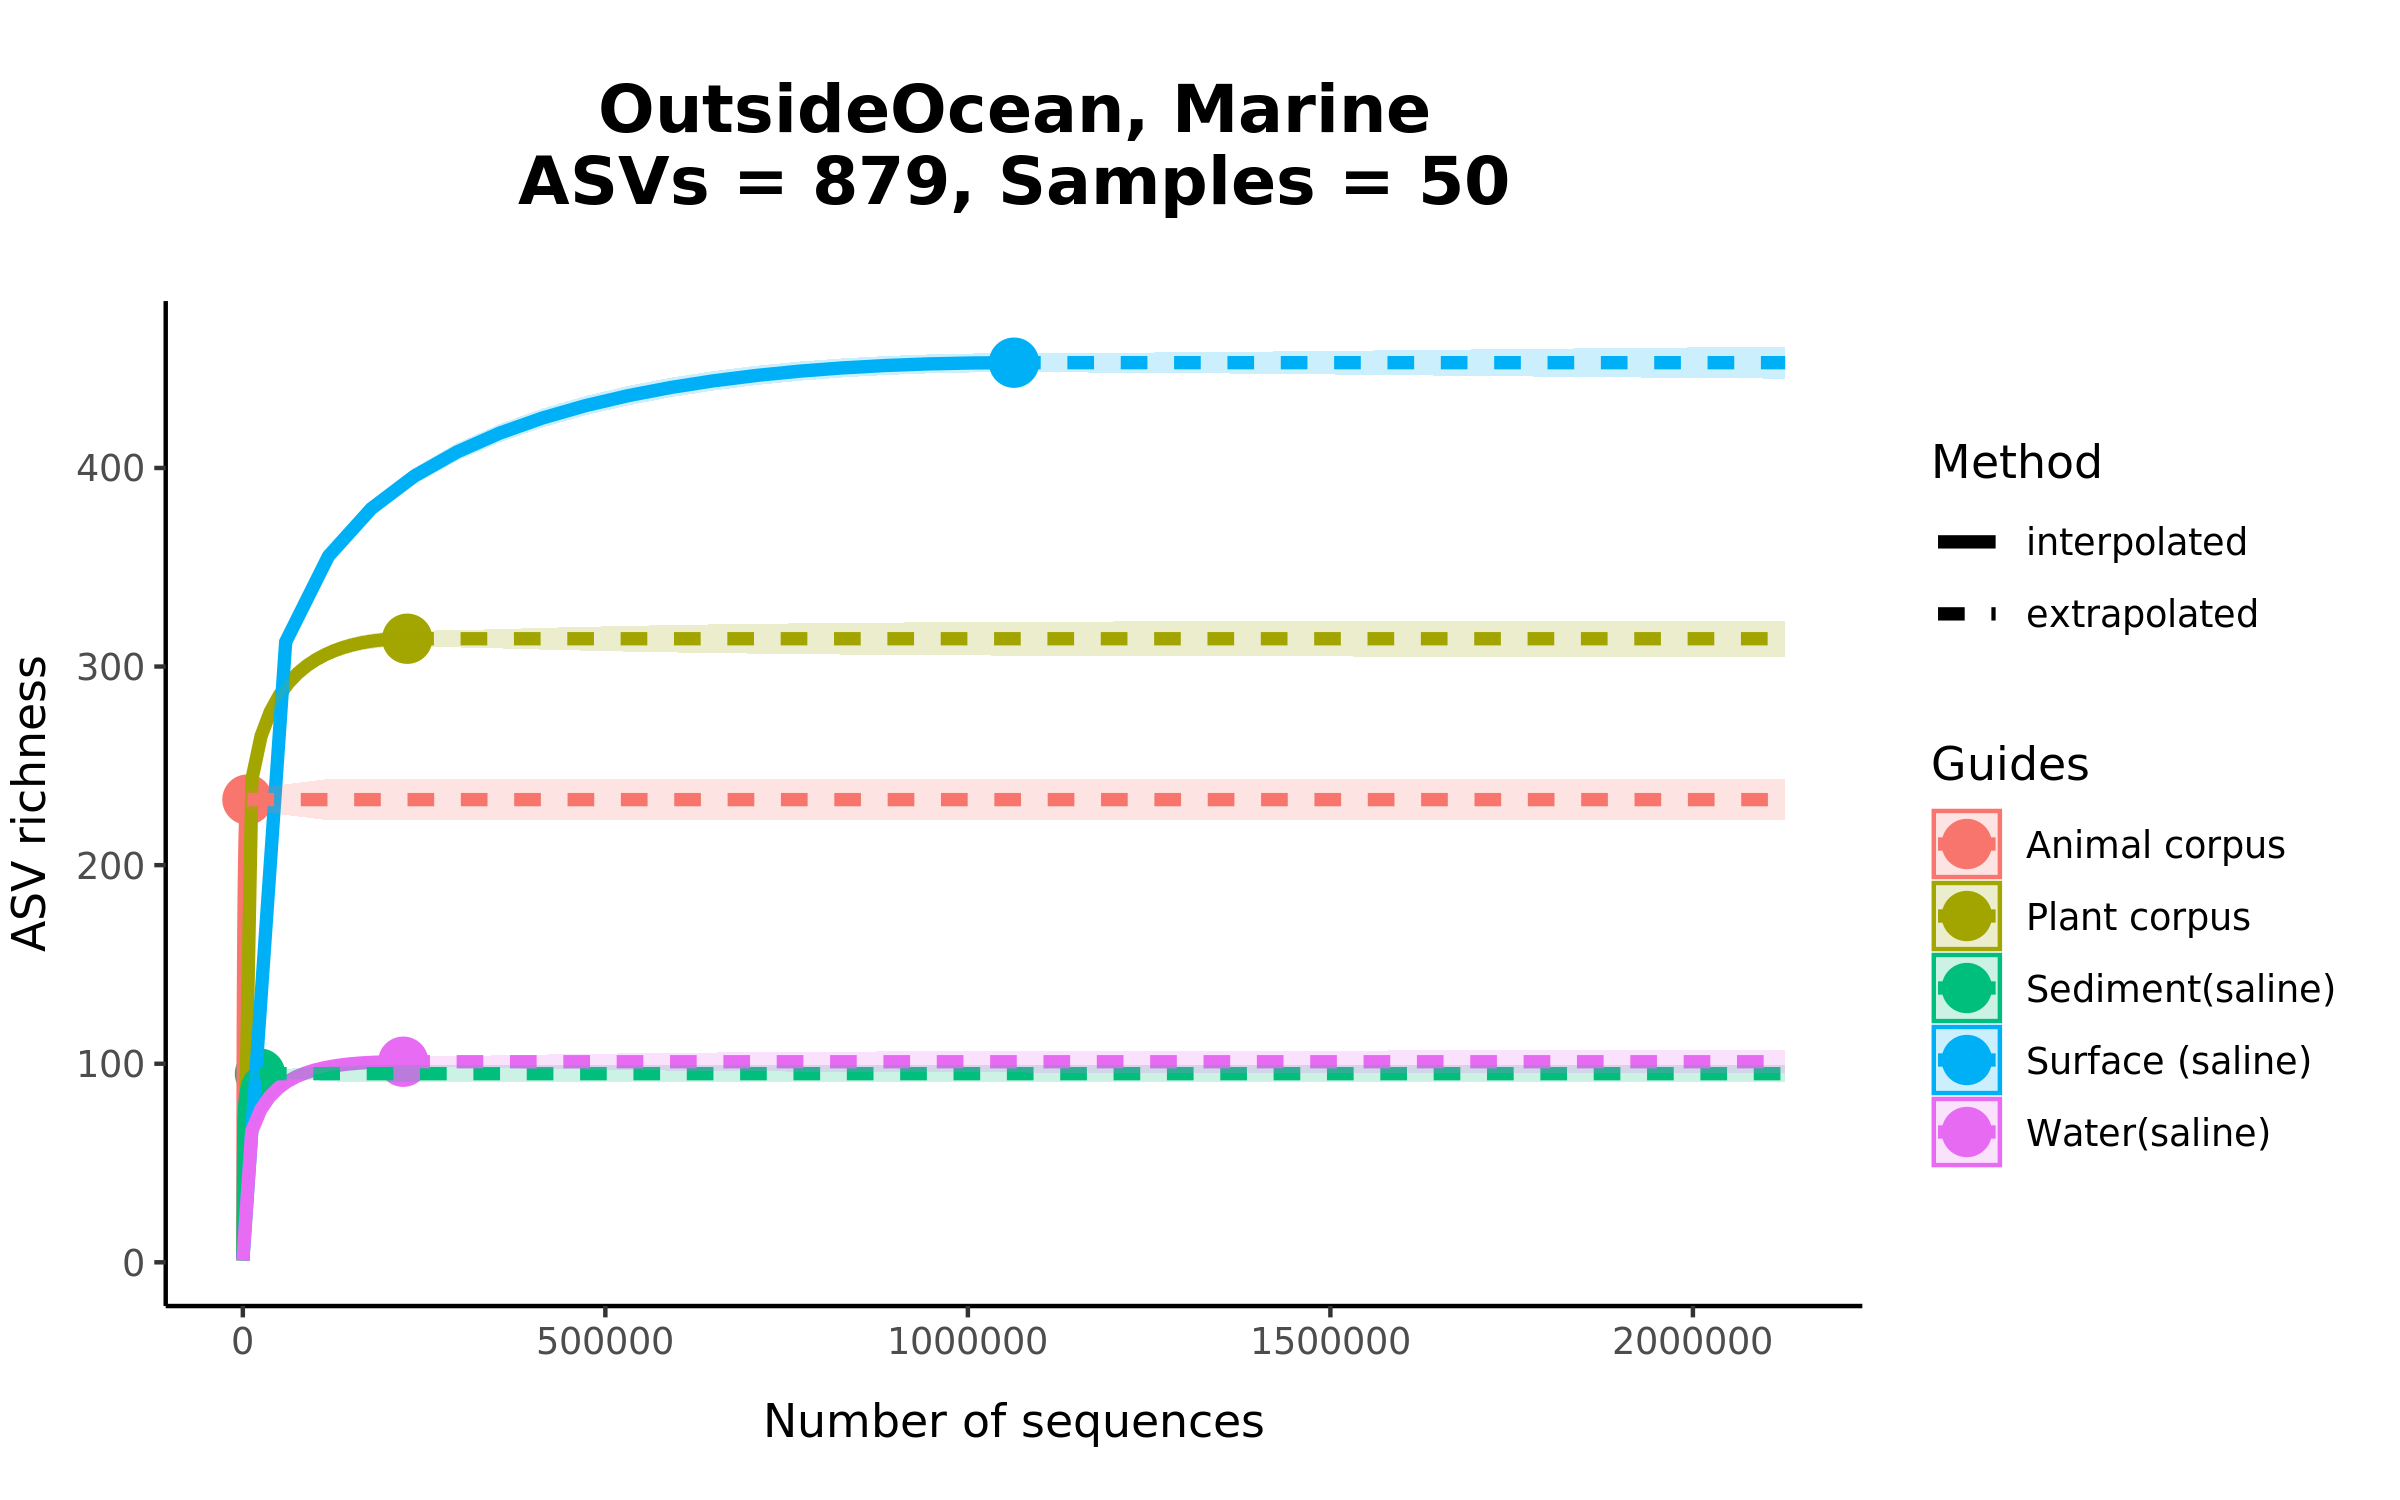 OutsideOcean, Marine
ASVs = 879, Samples = 50
ASV richness
400
300
200
100
0
0
500000
1000000
1500000
2000000
Number of sequences
Method
interpolated
extrapolated
Guides
Animal corpus
Plant corpus
Sediment(saline)
Surface (saline)
Water(saline)